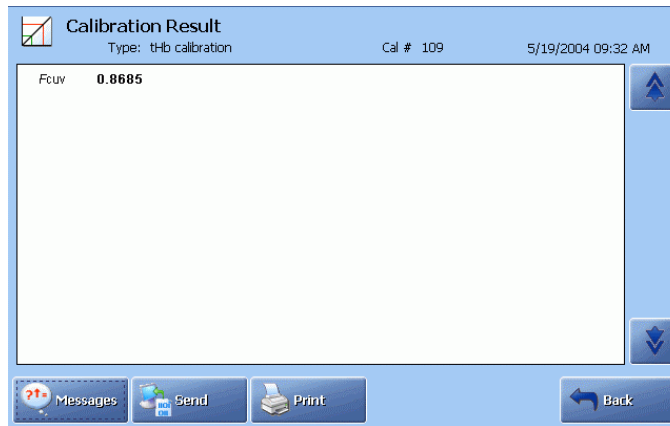 Calibration Result
Type: tHb calibration Cal # 109 5/19/2004 09:32 AM
Fcuv 0.8685
?↑= Messages Send Print Back